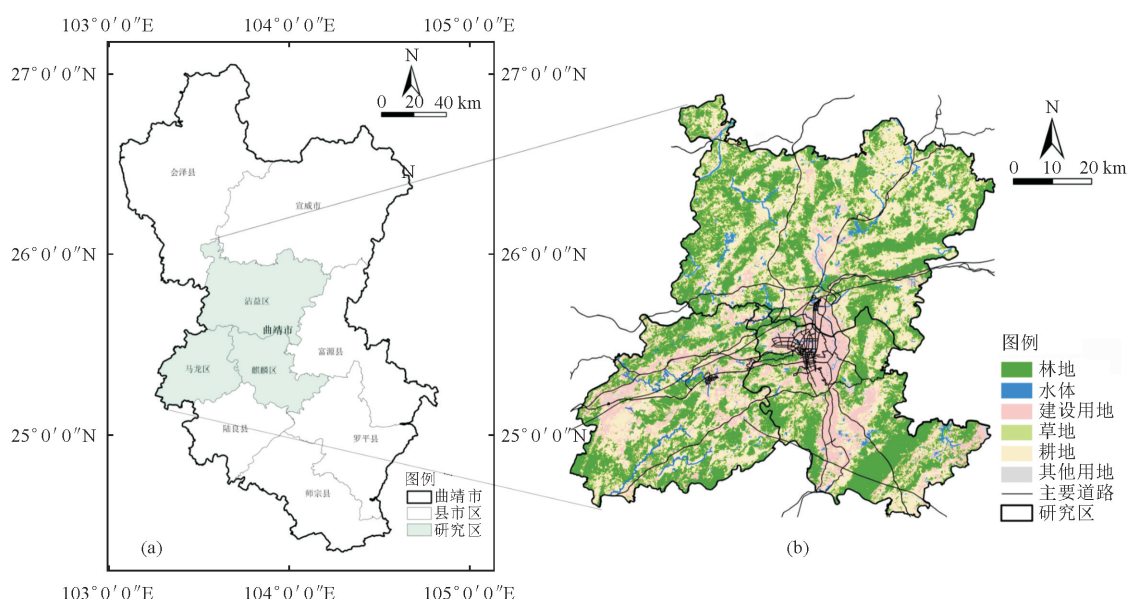 103°0′0″E
104°0′0″E
105°0′0″E
27°0′0″N
26°0′0″N
25°0′0″N
N
0 20 40 km
会泽县
宣威市
N
沾益区
曲靖市
富源县
马龙区
麒麟区
陆良县
罗平县
师宗县
图例
曲靖市
县市区
研究区
(a)
103°0′0″E
104°0′0″E
105°0′0″E
27°0′0″N
26°0′0″N
25°0′0″N
N
0 10 20 km
图例
林地
水体
建设用地
草地
耕地
其他用地
主要道路
研究区
(b)